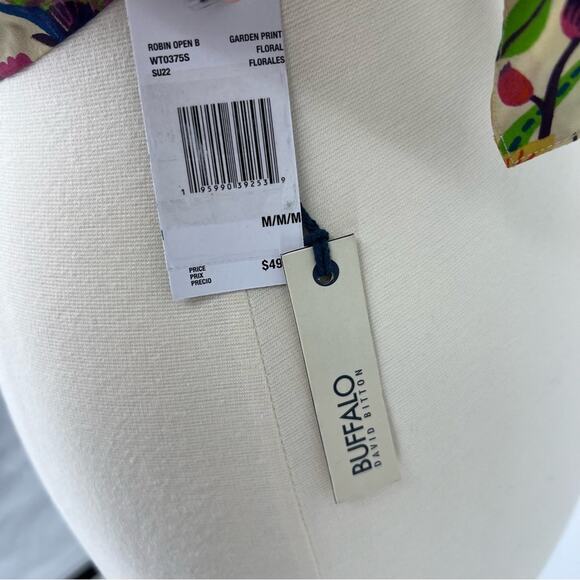 ROBIN OPEN B GARDEN PRINT
WT0375S FLORAL
SU22 FLORALES
1 95990 39253 9
M/M/M
PRICE $49
PRIX
PRECIO
BUFFALO
DAVID BITTON